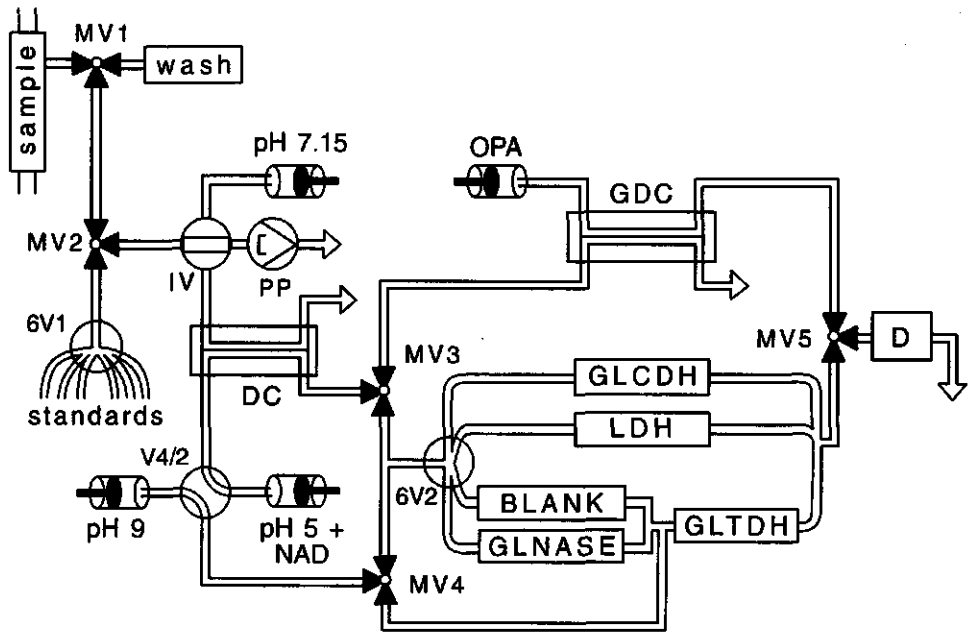 MV1
sample
wash
pH 7.15
OPA
GDC
MV2
IV
PP
6V1
MV3
MV5
D
DC
GLCDH
standards
LDH
V4/2
6V2
BLANK
pH 9
pH 5 +
NAD
GLTDH
GLNASE
MV4